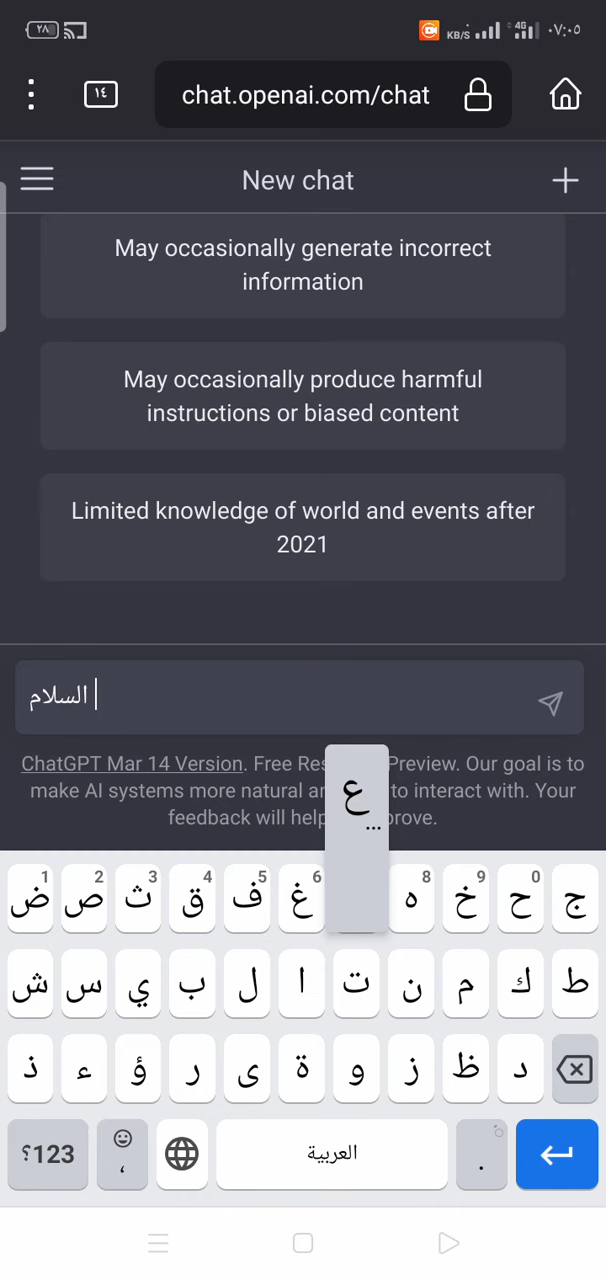 ٢٨
KB/S
4G
٠٧:٠٥
١٤
chat.openai.com/chat
New chat
May occasionally generate incorrect
information
May occasionally produce harmful
instructions or biased content
Limited knowledge of world and events after
2021
السلام
ChatGPT Mar 14 Version. Free Res Preview. Our goal is to
make AI systems more natural an to interact with. Your
feedback will help prove.
ع
...
1 2 3 4 5 6 8 9 0
ض ص ث ق ف غ ه خ ح ج
ش س ي ب ل ا ت ن م ك ط
ذ ء ؤ ر ى ة و ز ظ د
؟123 ، العربية .